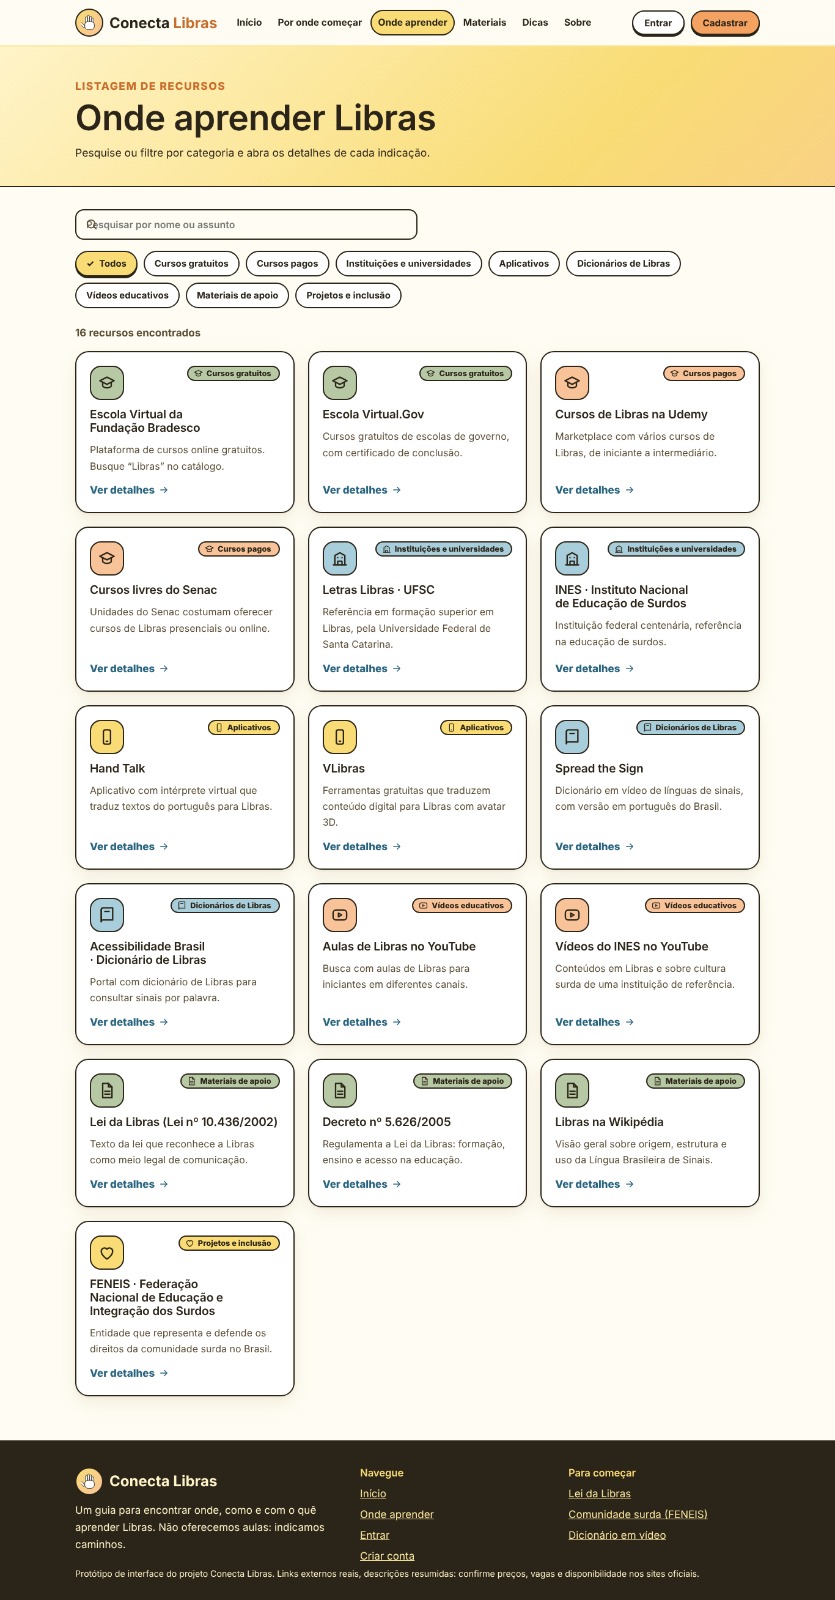 Conecta Libras
Início Por onde começar Onde aprender Materiais Dicas Sobre
Entrar Cadastrar
LISTAGEM DE RECURSOS
Onde aprender Libras
Pesquise ou filtre por categoria e abra os detalhes de cada indicação.
Pesquisar por nome ou assunto
✓ Todos Cursos gratuitos Cursos pagos Instituições e universidades Aplicativos Dicionários de Libras
Vídeos educativos Materiais de apoio Projetos e inclusão
16 recursos encontrados
Cursos gratuitos
Escola Virtual da
Fundação Bradesco
Plataforma de cursos online gratuitos.
Busque “Libras” no catálogo.
Ver detalhes →
Cursos gratuitos
Escola Virtual.Gov
Cursos gratuitos de escolas de governo,
com certificado de conclusão.
Ver detalhes →
Cursos pagos
Cursos de Libras na Udemy
Marketplace com vários cursos de
Libras, de iniciante a intermediário.
Ver detalhes →
Cursos pagos
Cursos livres do Senac
Unidades do Senac costumam oferecer
cursos de Libras presenciais ou online.
Ver detalhes →
Instituições e universidades
Letras Libras · UFSC
Referência em formação superior em
Libras, pela Universidade Federal de
Santa Catarina.
Ver detalhes →
Instituições e universidades
INES · Instituto Nacional
de Educação de Surdos
Instituição federal centenária, referência
na educação de surdos.
Ver detalhes →
Aplicativos
Hand Talk
Aplicativo com intérprete virtual que
traduz textos do português para Libras.
Ver detalhes →
Aplicativos
VLibras
Ferramentas gratuitas que traduzem
conteúdo digital para Libras com avatar
3D.
Ver detalhes →
Dicionários de Libras
Spread the Sign
Dicionário em vídeo de línguas de sinais,
com versão em português do Brasil.
Ver detalhes →
Dicionários de Libras
Acessibilidade Brasil
· Dicionário de Libras
Portal com dicionário de Libras para
consultar sinais por palavra.
Ver detalhes →
Vídeos educativos
Aulas de Libras no YouTube
Busca com aulas de Libras para
iniciantes em diferentes canais.
Ver detalhes →
Vídeos educativos
Vídeos do INES no YouTube
Conteúdos em Libras e sobre cultura
surda de uma instituição de referência.
Ver detalhes →
Materiais de apoio
Lei da Libras (Lei nº 10.436/2002)
Texto da lei que reconhece a Libras
como meio legal de comunicação.
Ver detalhes →
Materiais de apoio
Decreto nº 5.626/2005
Regulamenta a Lei da Libras: formação,
ensino e acesso na educação.
Ver detalhes →
Materiais de apoio
Libras na Wikipédia
Visão geral sobre origem, estrutura e
uso da Língua Brasileira de Sinais.
Ver detalhes →
Projetos e inclusão
FENEIS · Federação
Nacional de Educação e
Integração dos Surdos
Entidade que representa e defende os
direitos da comunidade surda no Brasil.
Ver detalhes →
Conecta Libras
Um guia para encontrar onde, como e com o quê
aprender Libras. Não oferecemos aulas: indicamos
caminhos.
Navegue
Início
Onde aprender
Entrar
Criar conta
Para começar
Lei da Libras
Comunidade surda (FENEIS)
Dicionário em vídeo
Protótipo de interface do projeto Conecta Libras. Links externos reais, descrições resumidas: confirme preços, vagas e disponibilidade nos sites oficiais.